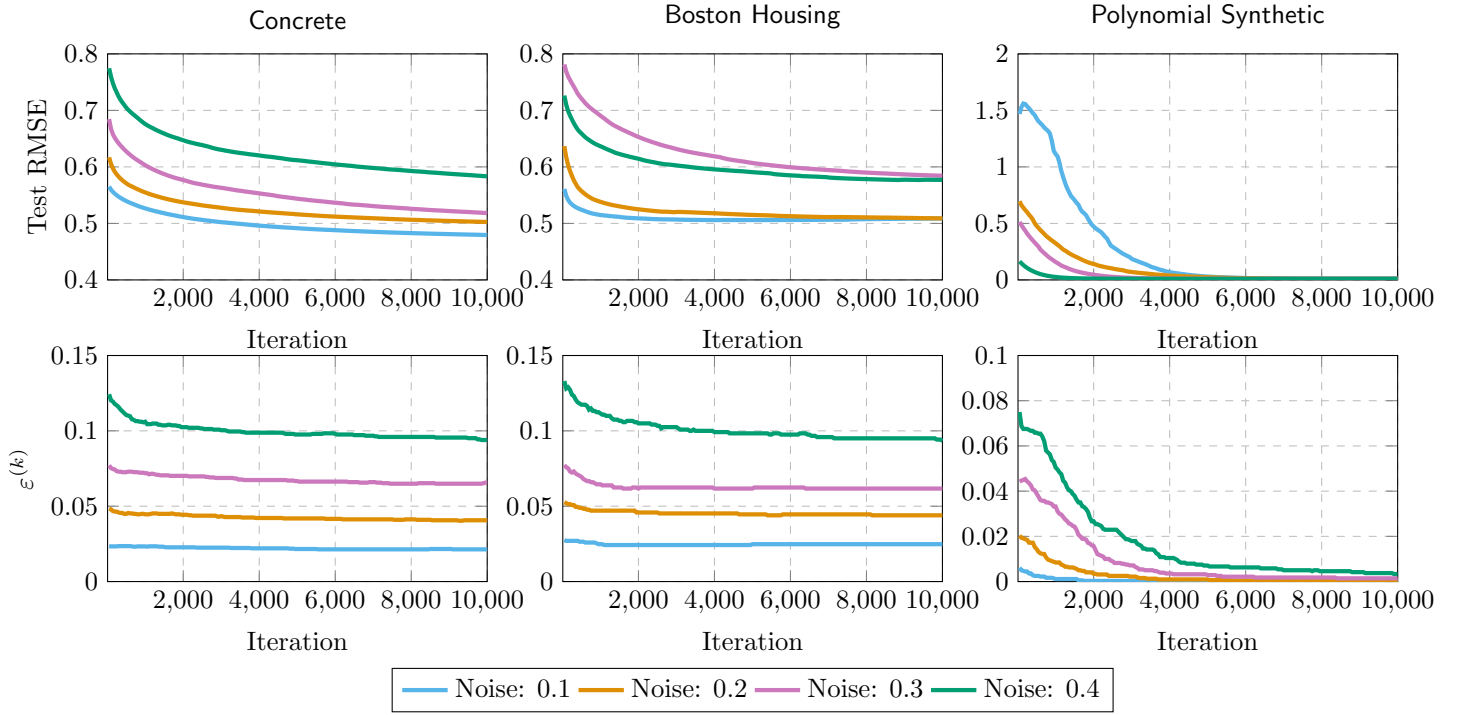 Concrete
Boston Housing
Polynomial Synthetic
Test RMSE
0.8
0.7
0.6
0.5
0.4
2,000 4,000 6,000 8,000 10,000
Iteration
0.8
0.7
0.6
0.5
0.4
2,000 4,000 6,000 8,000 10,000
Iteration
2
1.5
1
0.5
0
2,000 4,000 6,000 8,000 10,000
Iteration
ε^(k)
0.15
0.1
0.05
0
2,000 4,000 6,000 8,000 10,000
Iteration
0.15
0.1
0.05
0
2,000 4,000 6,000 8,000 10,000
Iteration
0.1
0.08
0.06
0.04
0.02
0
2,000 4,000 6,000 8,000 10,000
Iteration
Noise: 0.1 Noise: 0.2 Noise: 0.3 Noise: 0.4